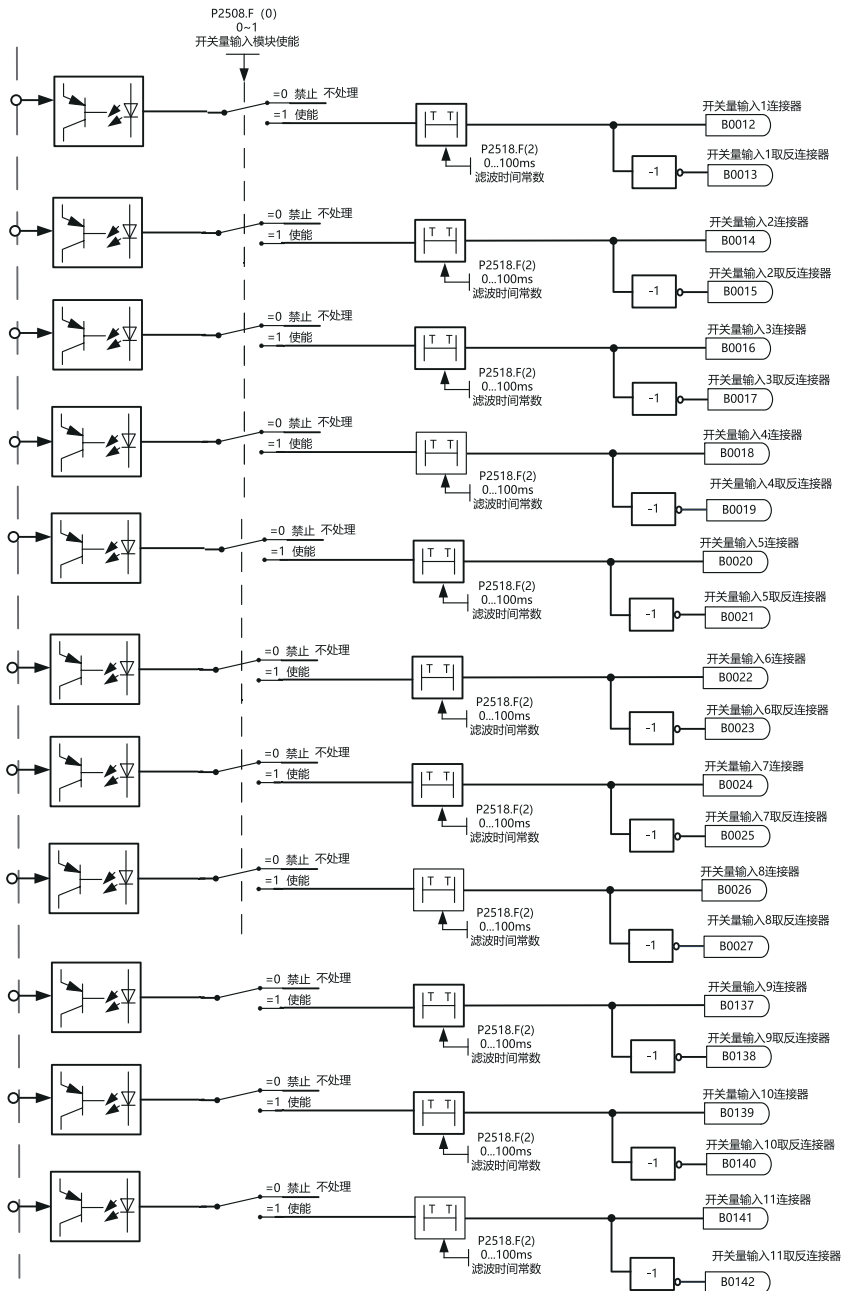 P2508.F (0)
0~1
开关量输入模块使能
=0 禁止 不处理
=1 使能
T T
P2518.F(2)
0...100ms
滤波时间常数
开关量输入1连接器
B0012
开关量输入1取反连接器
-1
B0013
=0 禁止 不处理
=1 使能
T T
P2518.F(2)
0...100ms
滤波时间常数
开关量输入2连接器
B0014
开关量输入2取反连接器
-1
B0015
=0 禁止 不处理
=1 使能
T T
P2518.F(2)
0...100ms
滤波时间常数
开关量输入3连接器
B0016
开关量输入3取反连接器
-1
B0017
=0 禁止 不处理
=1 使能
T T
P2518.F(2)
0...100ms
滤波时间常数
开关量输入4连接器
B0018
开关量输入4取反连接器
-1
B0019
=0 禁止 不处理
=1 使能
T T
P2518.F(2)
0...100ms
滤波时间常数
开关量输入5连接器
B0020
开关量输入5取反连接器
-1
B0021
=0 禁止 不处理
=1 使能
T T
P2518.F(2)
0...100ms
滤波时间常数
开关量输入6连接器
B0022
开关量输入6取反连接器
-1
B0023
=0 禁止 不处理
=1 使能
T T
P2518.F(2)
0...100ms
滤波时间常数
开关量输入7连接器
B0024
开关量输入7取反连接器
-1
B0025
=0 禁止 不处理
=1 使能
T T
P2518.F(2)
0...100ms
滤波时间常数
开关量输入8连接器
B0026
开关量输入8取反连接器
-1
B0027
=0 禁止 不处理
=1 使能
T T
P2518.F(2)
0...100ms
滤波时间常数
开关量输入9连接器
B0137
开关量输入9取反连接器
-1
B0138
=0 禁止 不处理
=1 使能
T T
P2518.F(2)
0...100ms
滤波时间常数
开关量输入10连接器
B0139
开关量输入10取反连接器
-1
B0140
=0 禁止 不处理
=1 使能
T T
P2518.F(2)
0...100ms
滤波时间常数
开关量输入11连接器
B0141
开关量输入11取反连接器
-1
B0142